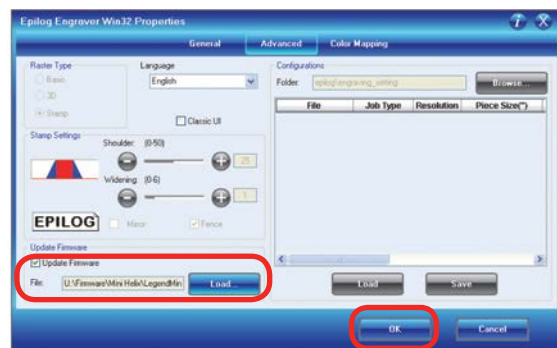 Epilog Engraver Win32 Properties
General Advanced Color Mapping
Raster Type
Basic
3D
Stamp
Language
English
Classic UI
Stamp Settings
Shoulder: (0-50)
25
Widening: (0-6)
1
EPILOG
Mirror Fence
Update Firmware
Update Firmware
File: U:\Firmware\Mini Helix\LegendMin Load...
Configurations
Folder: epilog\engraving_setting Browse...
File Job Type Resolution Piece Size(")
Load Save
OK Cancel